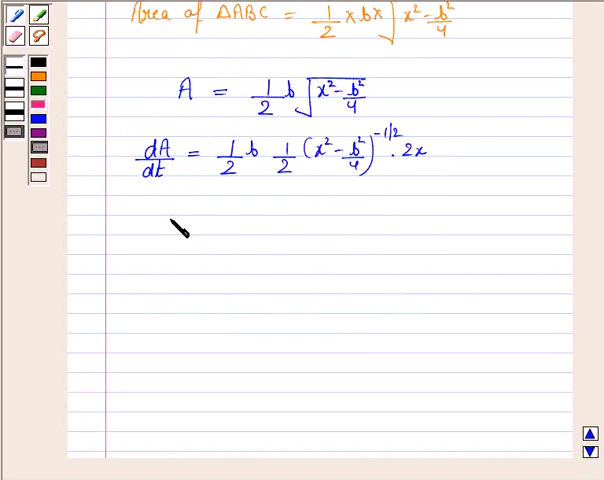 Area of ΔABC = 1/2 × b × √(x² - b²/4)
A = 1/2 b √(x² - b²/4)
dA/dt = 1/2 b 1/2 (x² - b²/4)^(-1/2) . 2x